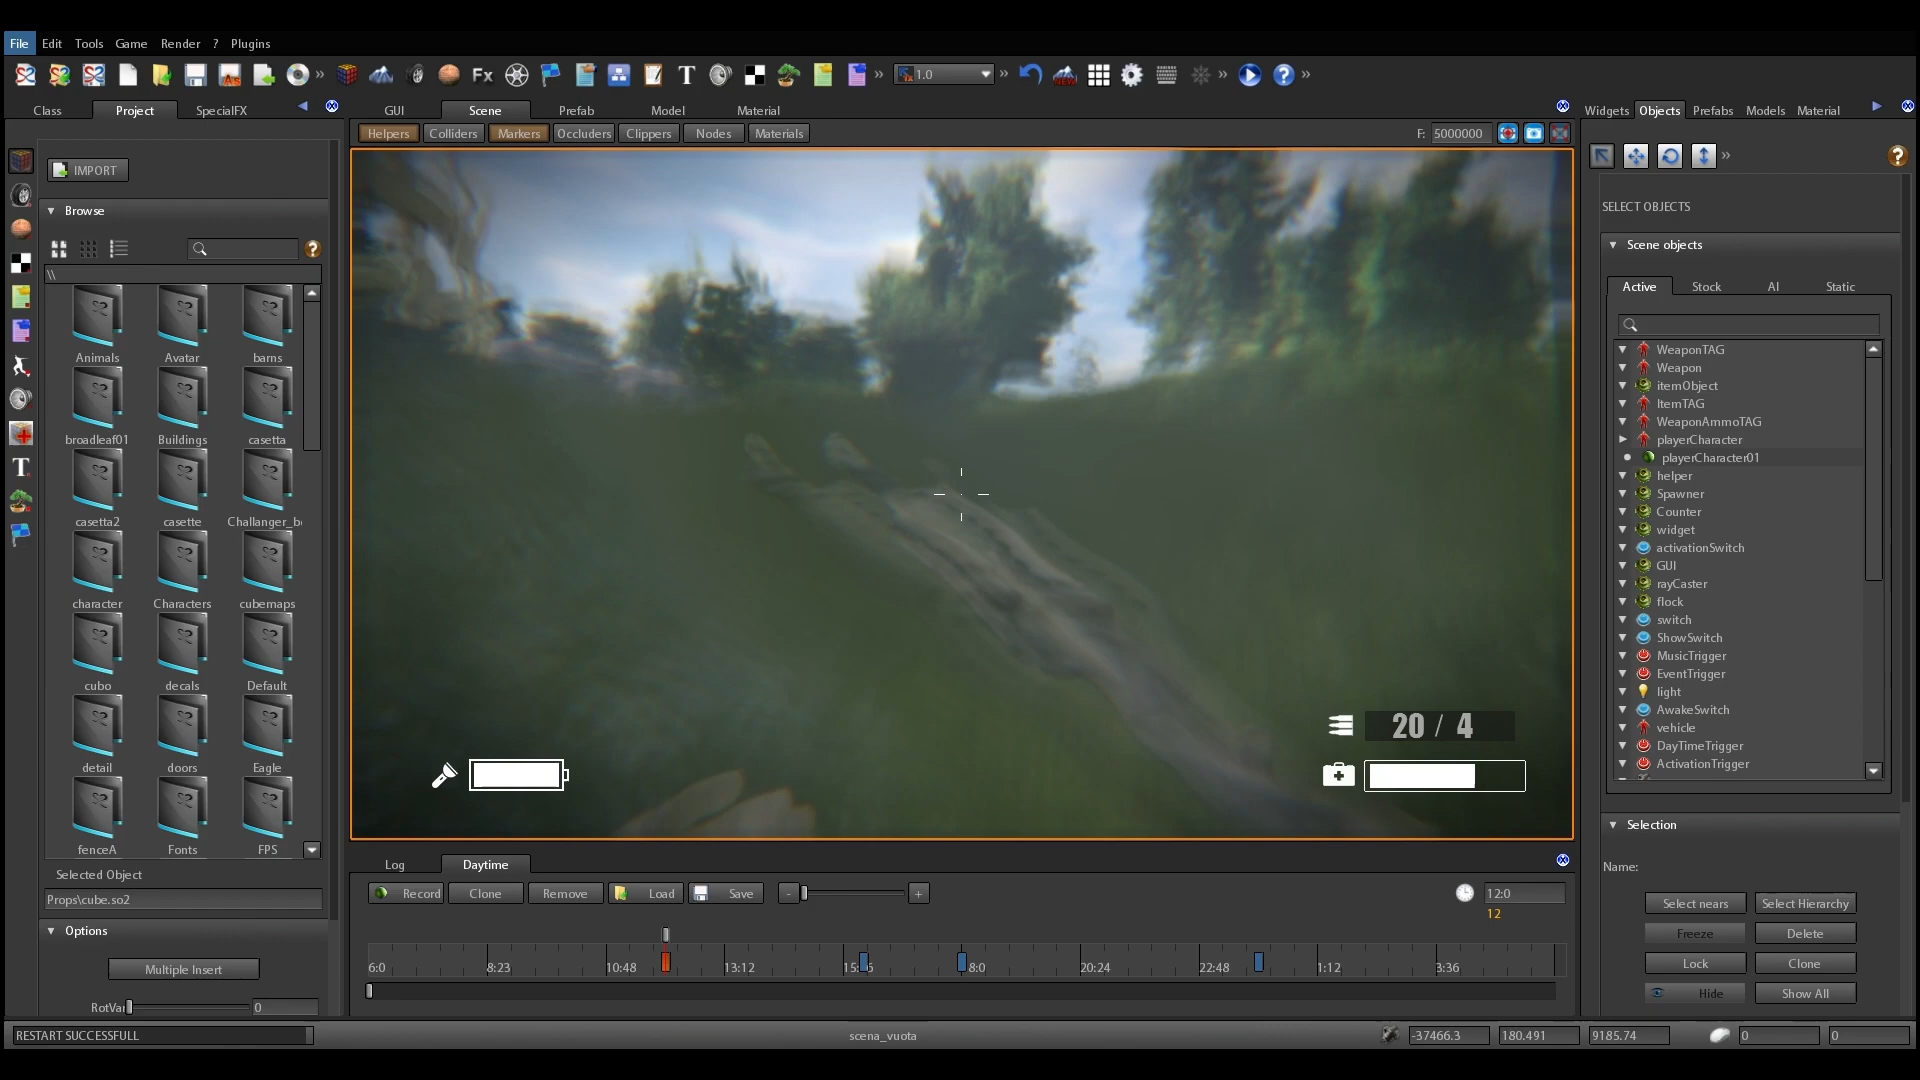 File Edit Tools Game Render ? Plugins
Fx T 1.0
Class Project SpecialFX
GUI Scene Prefab Model Material
Widgets Objects Prefabs Models Material
Helpers Colliders Markers Occluders Clippers Nodes Materials F: 5000000
IMPORT
Browse
\\
Animals Avatar barns
broadleaf01 Buildings casetta
casetta2 casette Challanger_b
character Characters cubemaps
cubo decals Default
detail doors Eagle
fenceA Fonts FPS
Selected Object
Props\cube.so2
Options
Multiple Insert
RotVar 0
20 / 4
Log Daytime
Record Clone Remove Load Save - + 12:0
12
6:0 8:23 10:48 13:12 15: 6 8:0 20:24 22:48 1:12 3:36
SELECT OBJECTS
Scene objects
Active Stock AI Static
WeaponTAG
Weapon
itemObject
ItemTAG
WeaponAmmoTAG
playerCharacter
playerCharacter01
helper
Spawner
Counter
widget
activationSwitch
GUI
rayCaster
flock
switch
ShowSwitch
MusicTrigger
EventTrigger
light
AwakeSwitch
vehicle
DayTimeTrigger
ActivationTrigger
Selection
Name:
Select nears Select Hierarchy
Freeze Delete
Lock Clone
Hide Show All
RESTART SUCCESSFULL scena_vuota -37466.3 180.491 9185.74 0 0